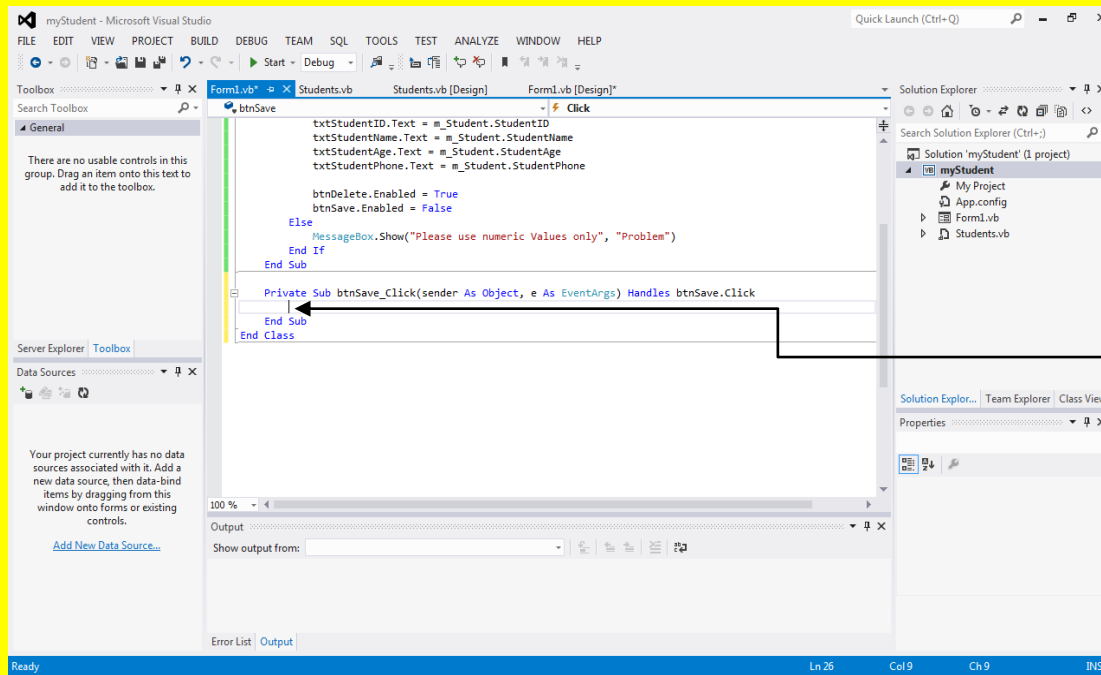 myStudent - Microsoft Visual Studio
Quick Launch (Ctrl+Q)
FILE EDIT VIEW PROJECT BUILD DEBUG TEAM SQL TOOLS TEST ANALYZE WINDOW HELP
Start Debug
Toolbox
Search Toolbox
General
There are no usable controls in this
group. Drag an item onto this text to
add it to the toolbox.
Server Explorer Toolbox
Data Sources
Your project currently has no data
sources associated with it. Add a
new data source, then data-bind
items by dragging from this
window onto forms or existing
controls.
Add New Data Source...
Form1.vb* Students.vb Students.vb [Design] Form1.vb [Design]*
btnSave Click
txtStudentID.Text = m_Student.StudentID
txtStudentName.Text = m_Student.StudentName
txtStudentAge.Text = m_Student.StudentAge
txtStudentPhone.Text = m_Student.StudentPhone
btnDelete.Enabled = True
btnSave.Enabled = False
Else
MessageBox.Show("Please use numeric Values only", "Problem")
End If
End Sub
Private Sub btnSave_Click(sender As Object, e As EventArgs) Handles btnSave.Click
End Sub
End Class
100 %
Output
Show output from:
Error List Output
Solution Explorer
Search Solution Explorer (Ctrl+;)
Solution 'myStudent' (1 project)
VB myStudent
My Project
App.config
Form1.vb
Students.vb
Solution Explor... Team Explorer Class View
Properties
Ready Ln 26 Col 9 Ch 9 INS